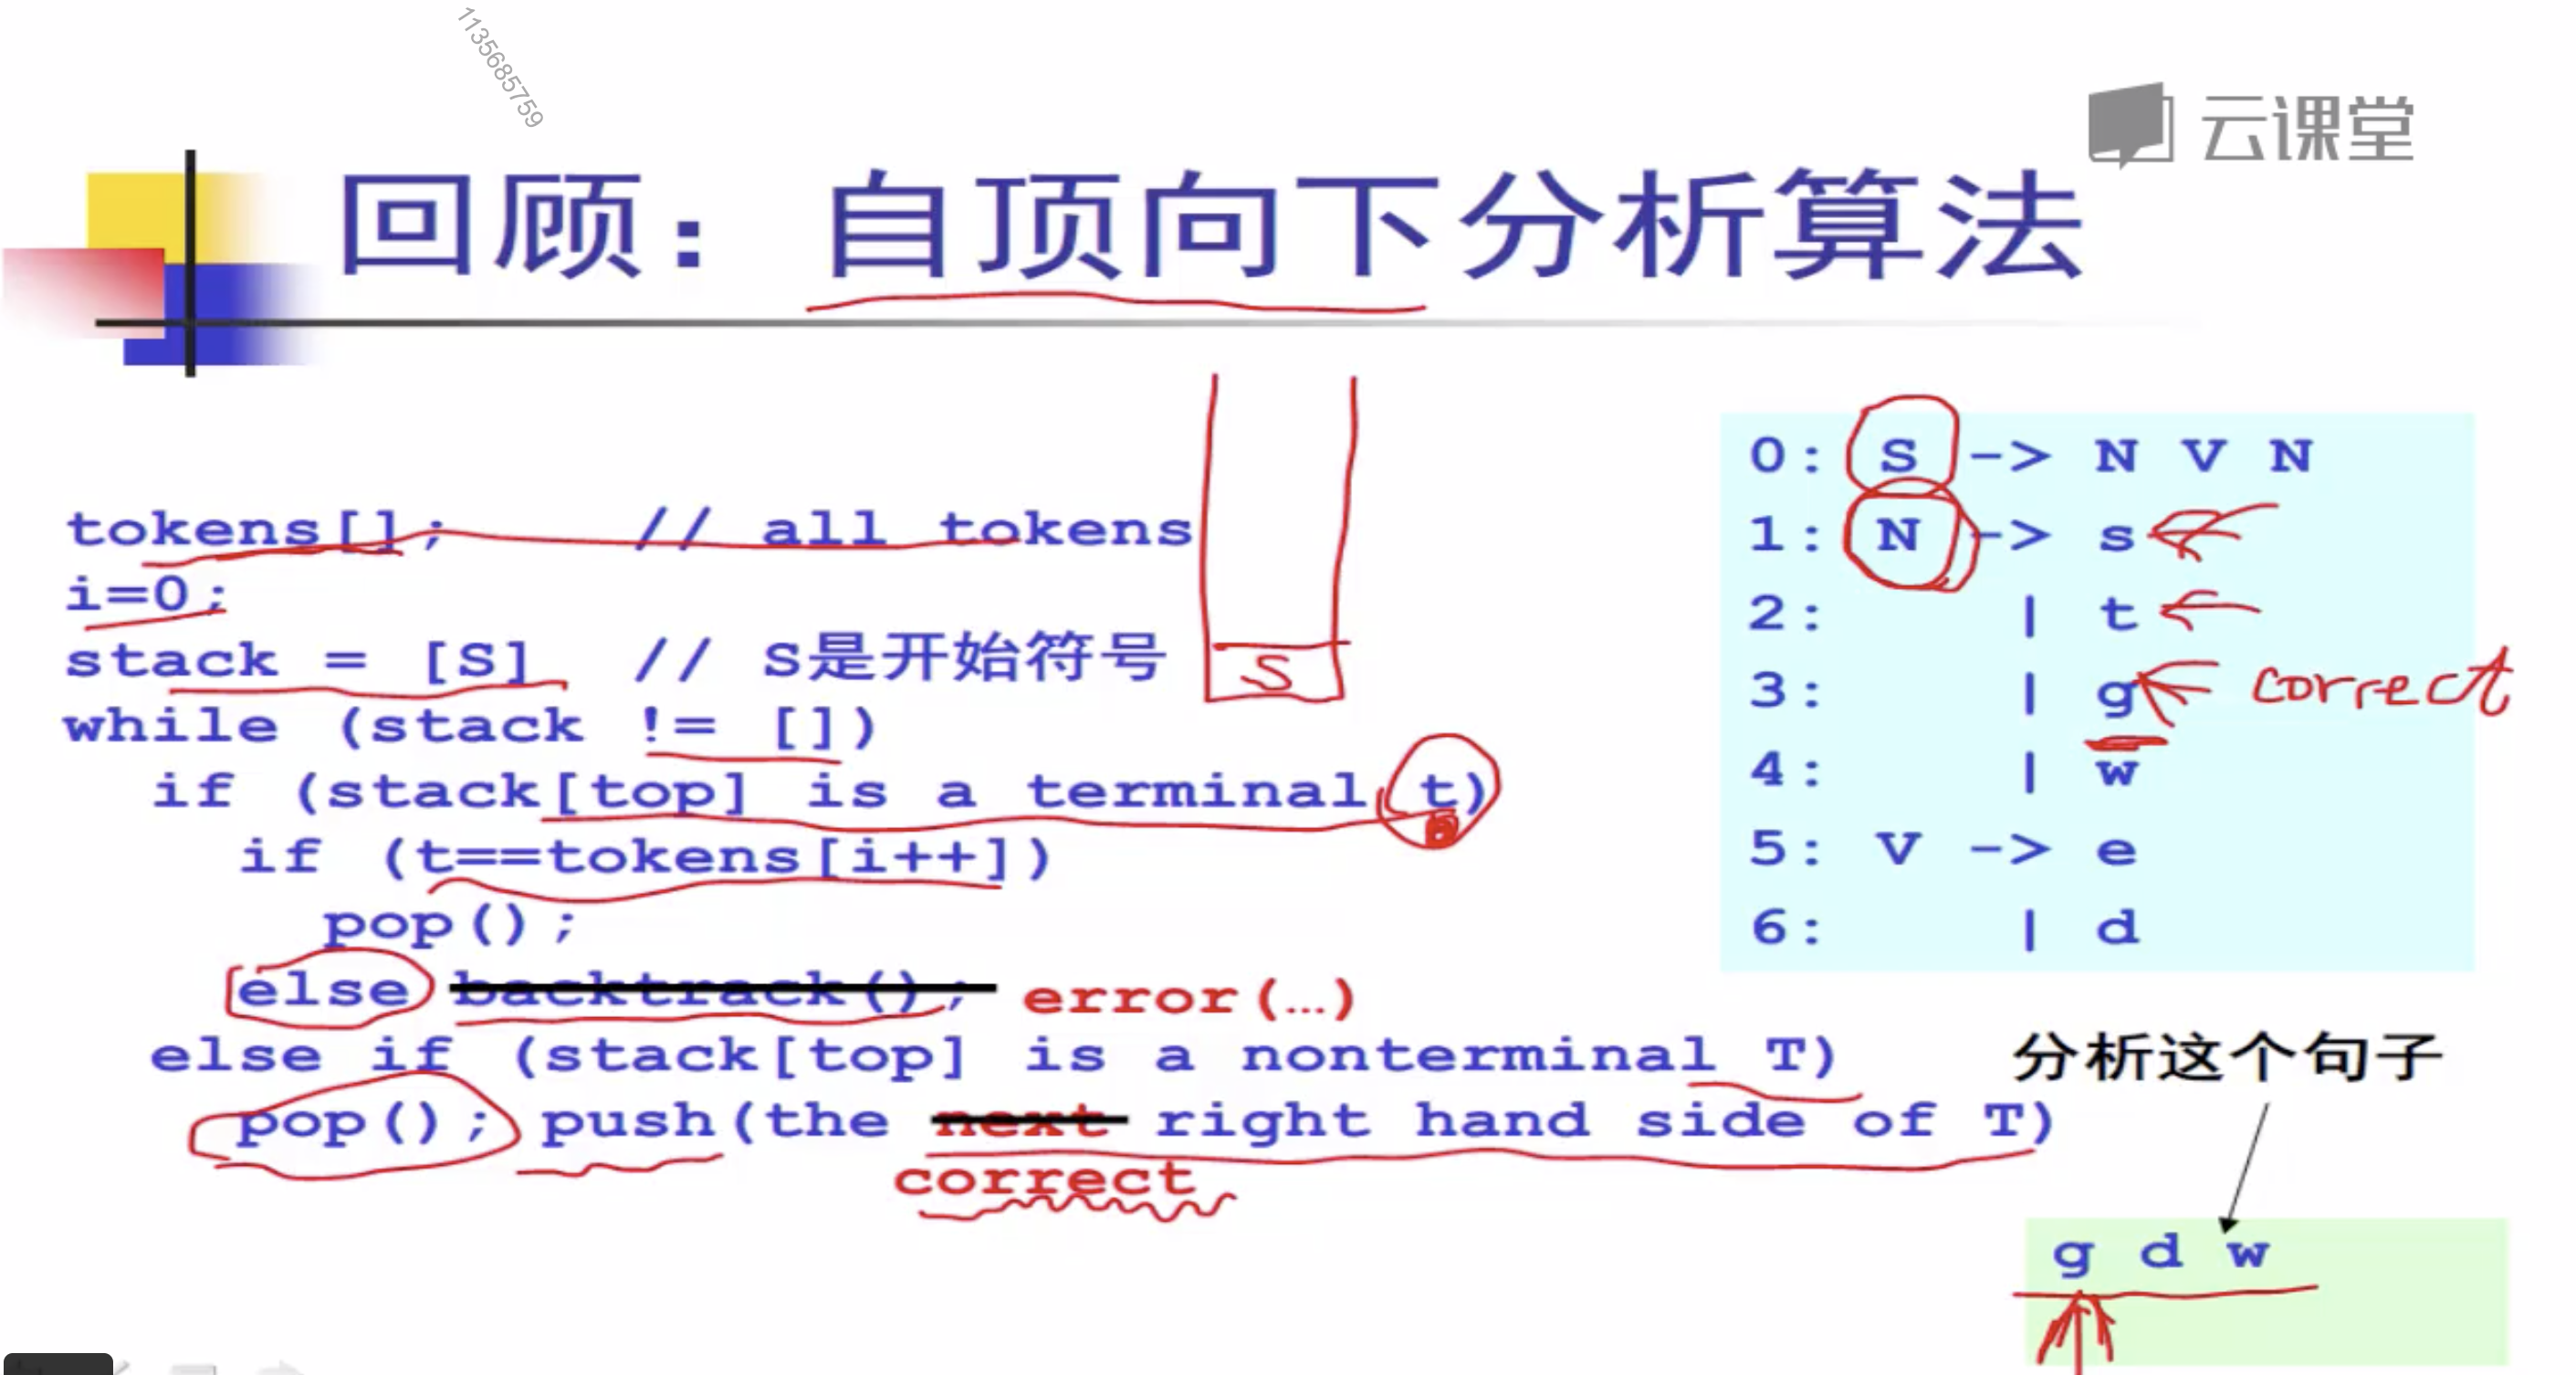 1135685759
云课堂
回顾：自顶向下分析算法
tokens[]; // all tokens
i=0;
stack = [S] // S是开始符号
while (stack != [])
if (stack[top] is a terminal t)
if (t==tokens[i++])
pop();
else backtrack(); error(…)
else if (stack[top] is a nonterminal T)
pop(); push(the next right hand side of T)
correct
S
0: S -> N V N
1: N -> s
2: | t
3: | g correct
4: | w
5: V -> e
6: | d
分析这个句子
g d w